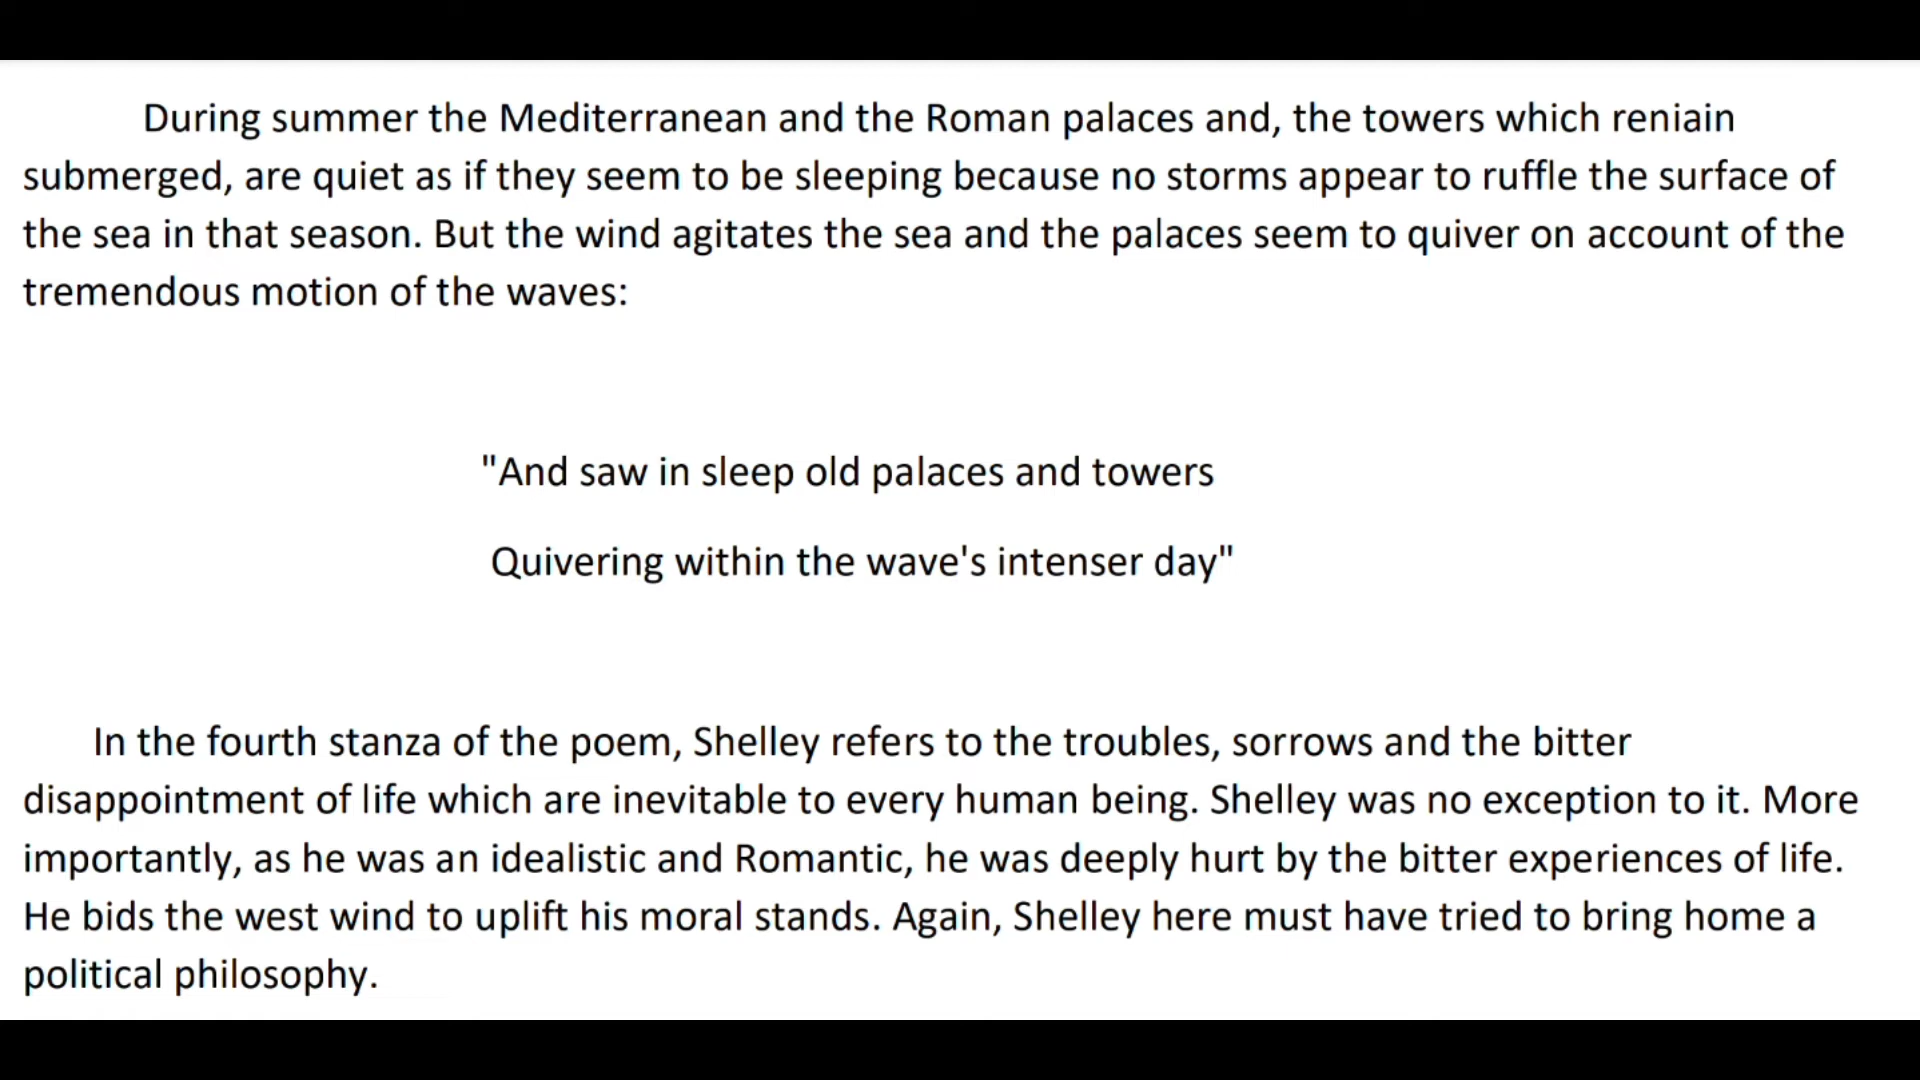 During summer the Mediterranean and the Roman palaces and, the towers which reniain
submerged, are quiet as if they seem to be sleeping because no storms appear to ruffle the surface of
the sea in that season. But the wind agitates the sea and the palaces seem to quiver on account of the
tremendous motion of the waves:
"And saw in sleep old palaces and towers
Quivering within the wave's intenser day"
In the fourth stanza of the poem, Shelley refers to the troubles, sorrows and the bitter
disappointment of life which are inevitable to every human being. Shelley was no exception to it. More
importantly, as he was an idealistic and Romantic, he was deeply hurt by the bitter experiences of life.
He bids the west wind to uplift his moral stands. Again, Shelley here must have tried to bring home a
political philosophy.